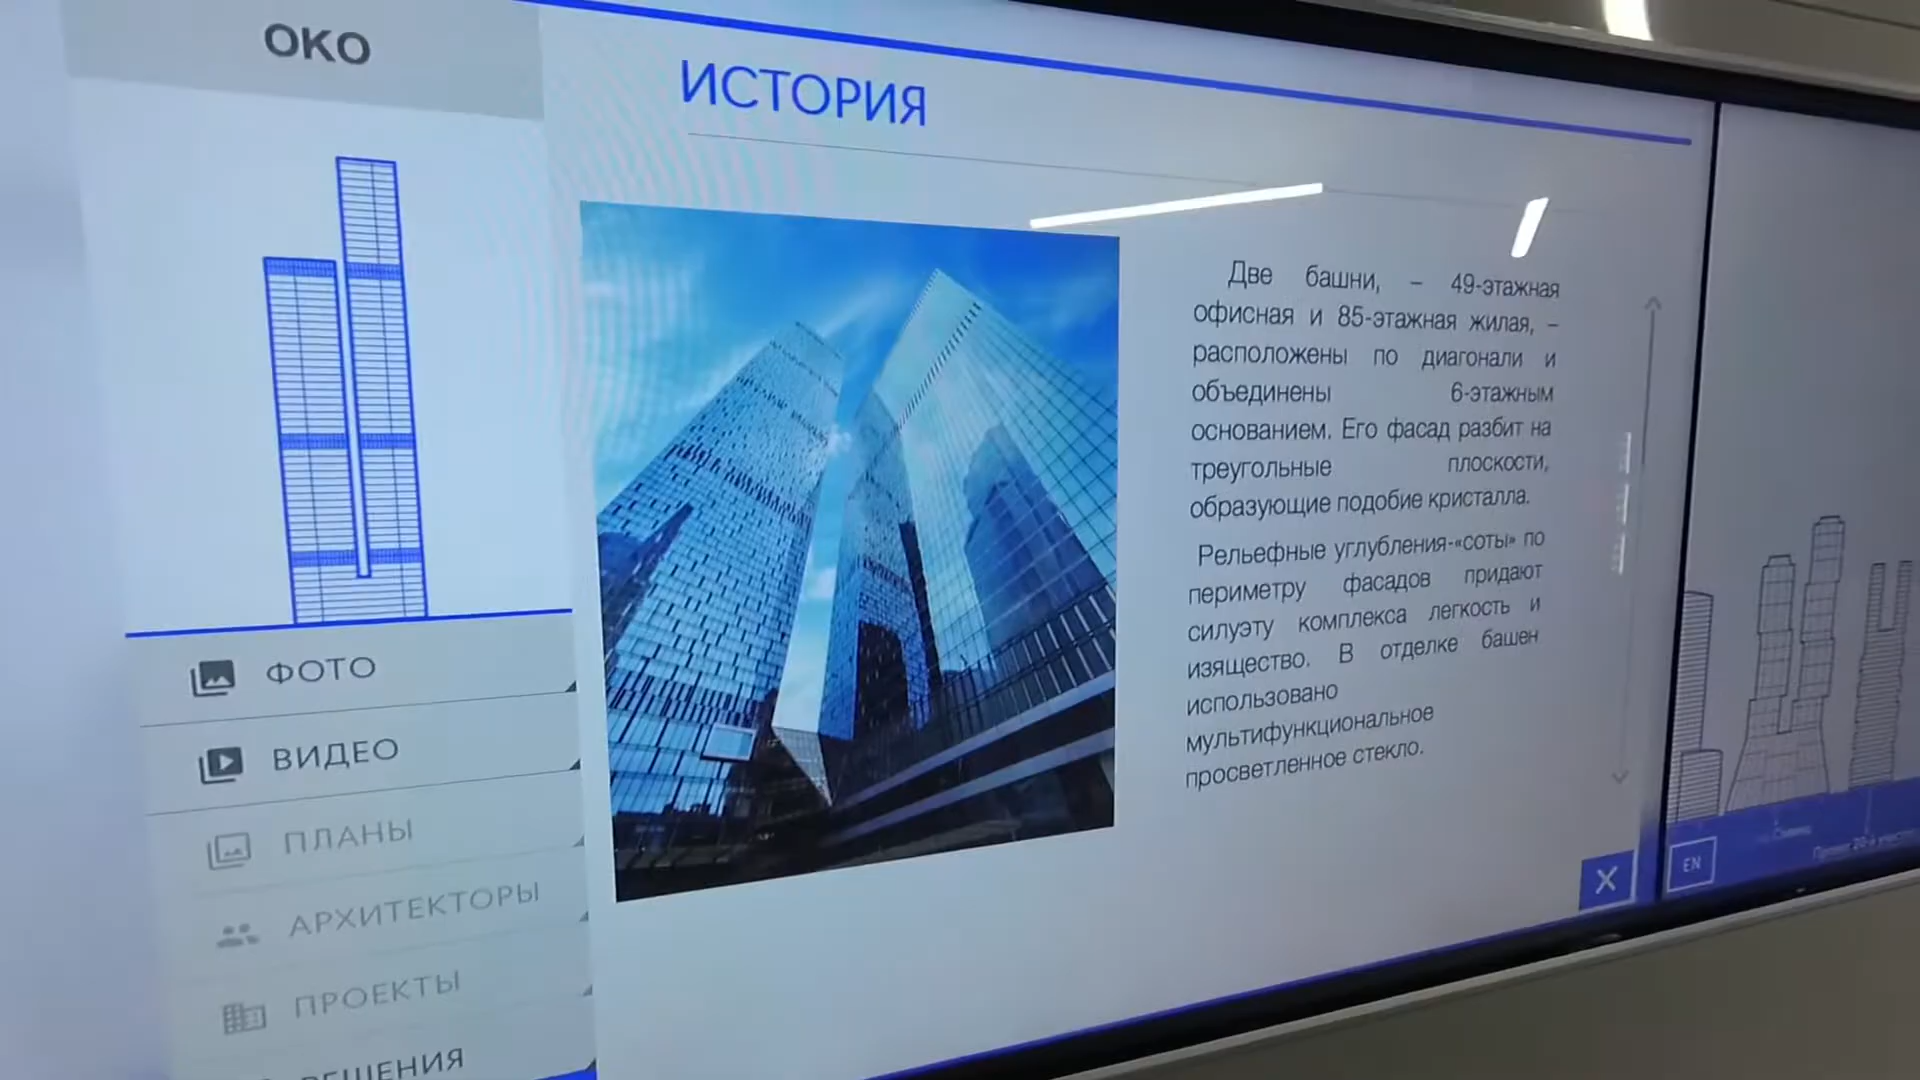 ОКО
ИСТОРИЯ
Две башни, – 49-этажная
офисная и 85-этажная жилая, –
расположены по диагонали и
объединены 6-этажным
основанием. Его фасад разбит на
треугольные плоскости,
образующие подобие кристалла.
Рельефные углубления-«соты» по
периметру фасадов придают
силуэту комплекса легкость и
изящество. В отделке башен
использовано
мультифункциональное
просветленное стекло.
ФОТО
ВИДЕО
ПЛАНЫ
АРХИТЕКТОРЫ
ПРОЕКТЫ
ЕШЕНИЯ
X
EN